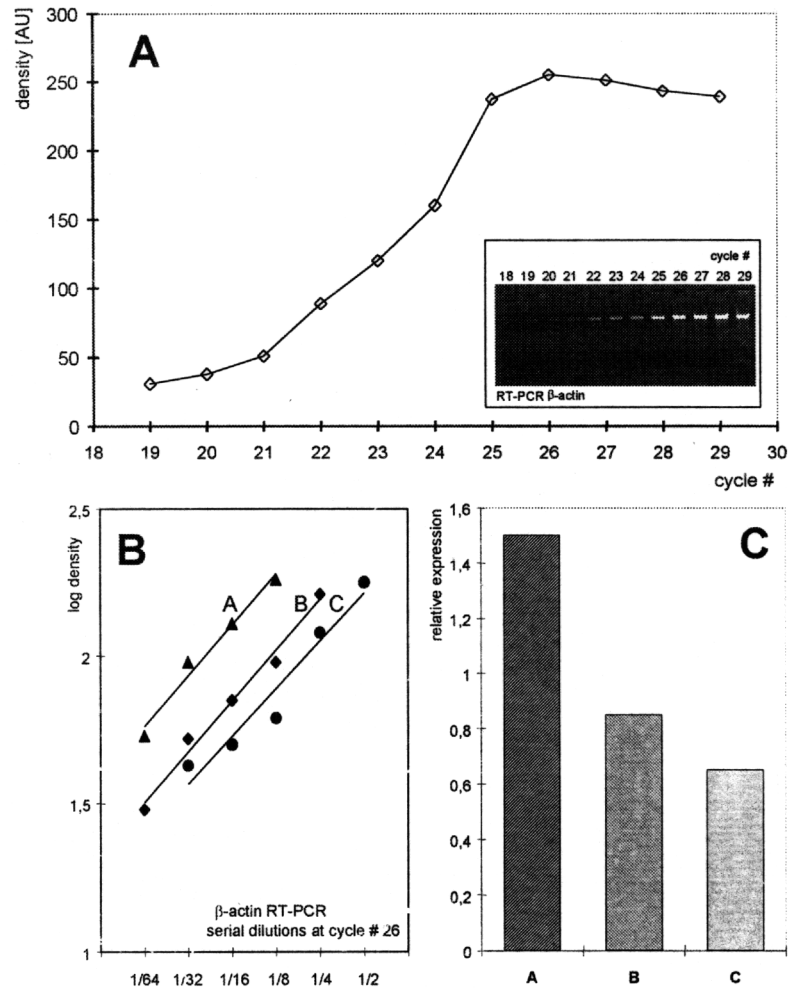 density [AU]
300
250
200
150
100
50
0
A
cycle #
18 19 20 21 22 23 24 25 26 27 28 29
RT-PCR β-actin
18 19 20 21 22 23 24 25 26 27 28 29 30
cycle #
log density
2,5
2
1,5
1
B
A B C
β-actin RT-PCR
serial dilutions at cycle # 26
1/64 1/32 1/16 1/8 1/4 1/2
relative expression
1,6
1,4
1,2
1
0,8
0,6
0,4
0,2
0
C
A B C